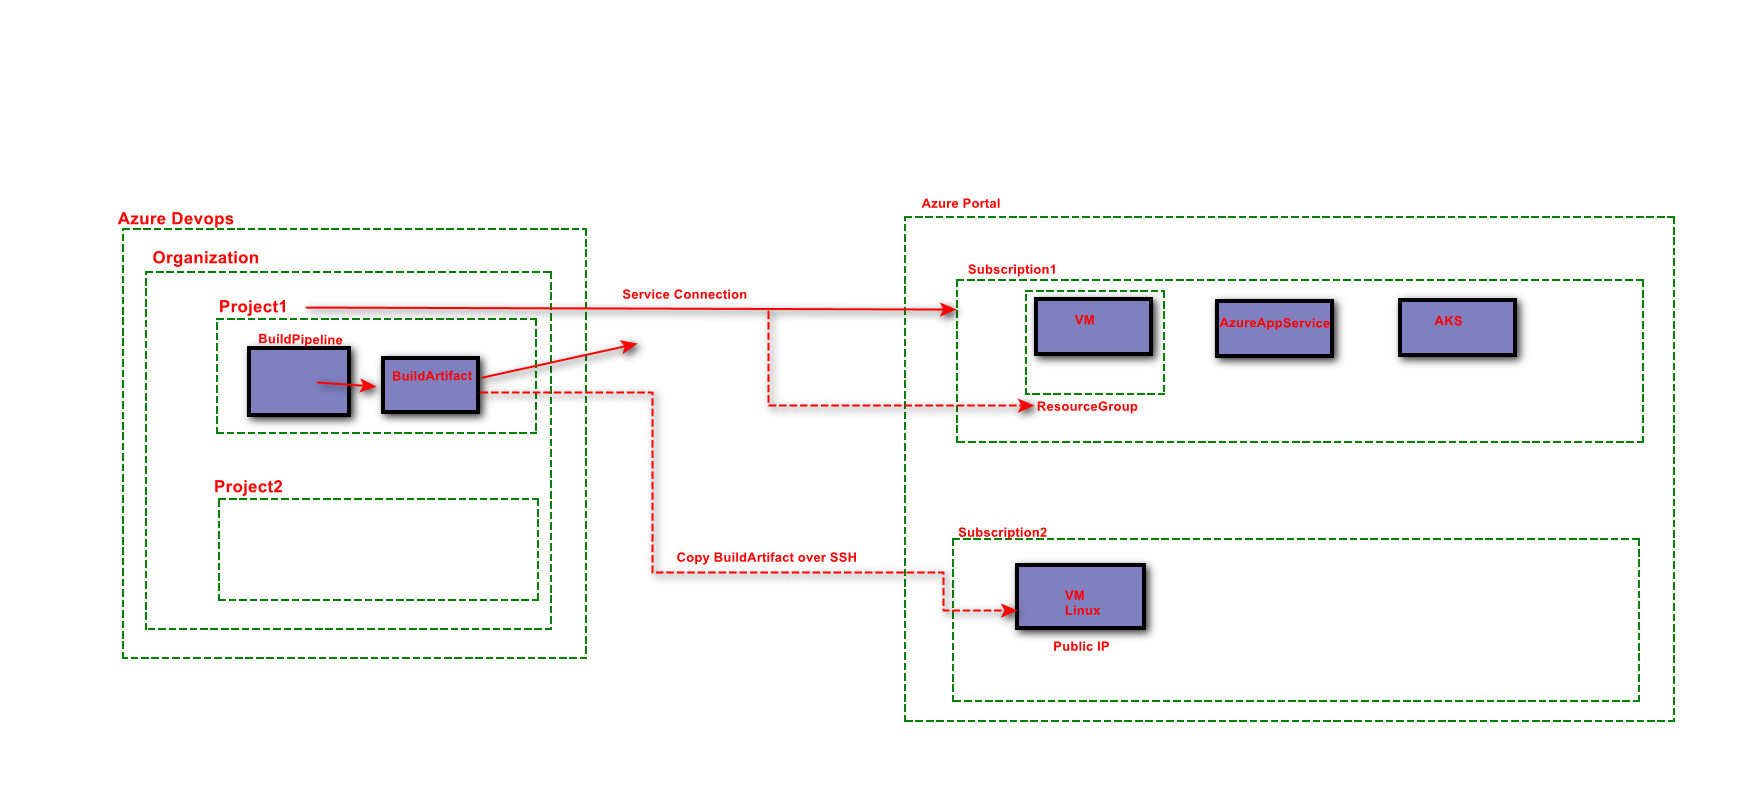 Azure Devops
Organization
Project1
BuildPipeline
BuildArtifact
Project2
Service Connection
Copy BuildArtifact over SSH
Azure Portal
Subscription1
VM
AzureAppService
AKS
ResourceGroup
Subscription2
VM
Linux
Public IP